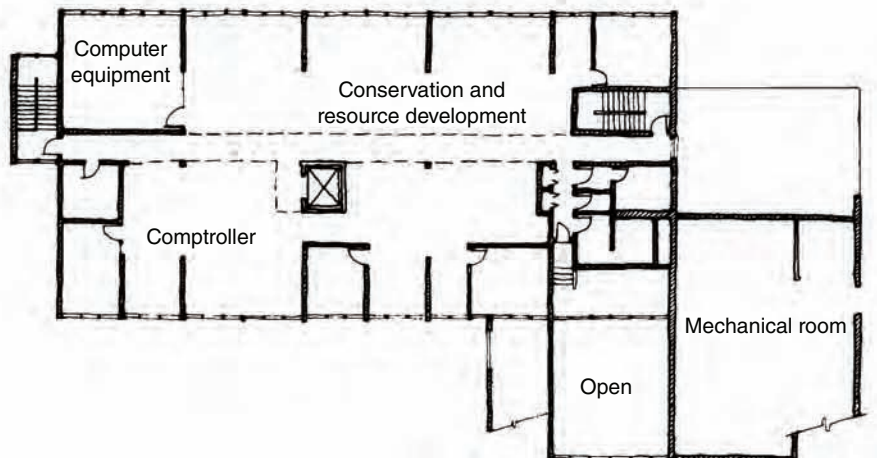 Computer
equipment
Conservation and
resource development
Comptroller
Mechanical room
Open